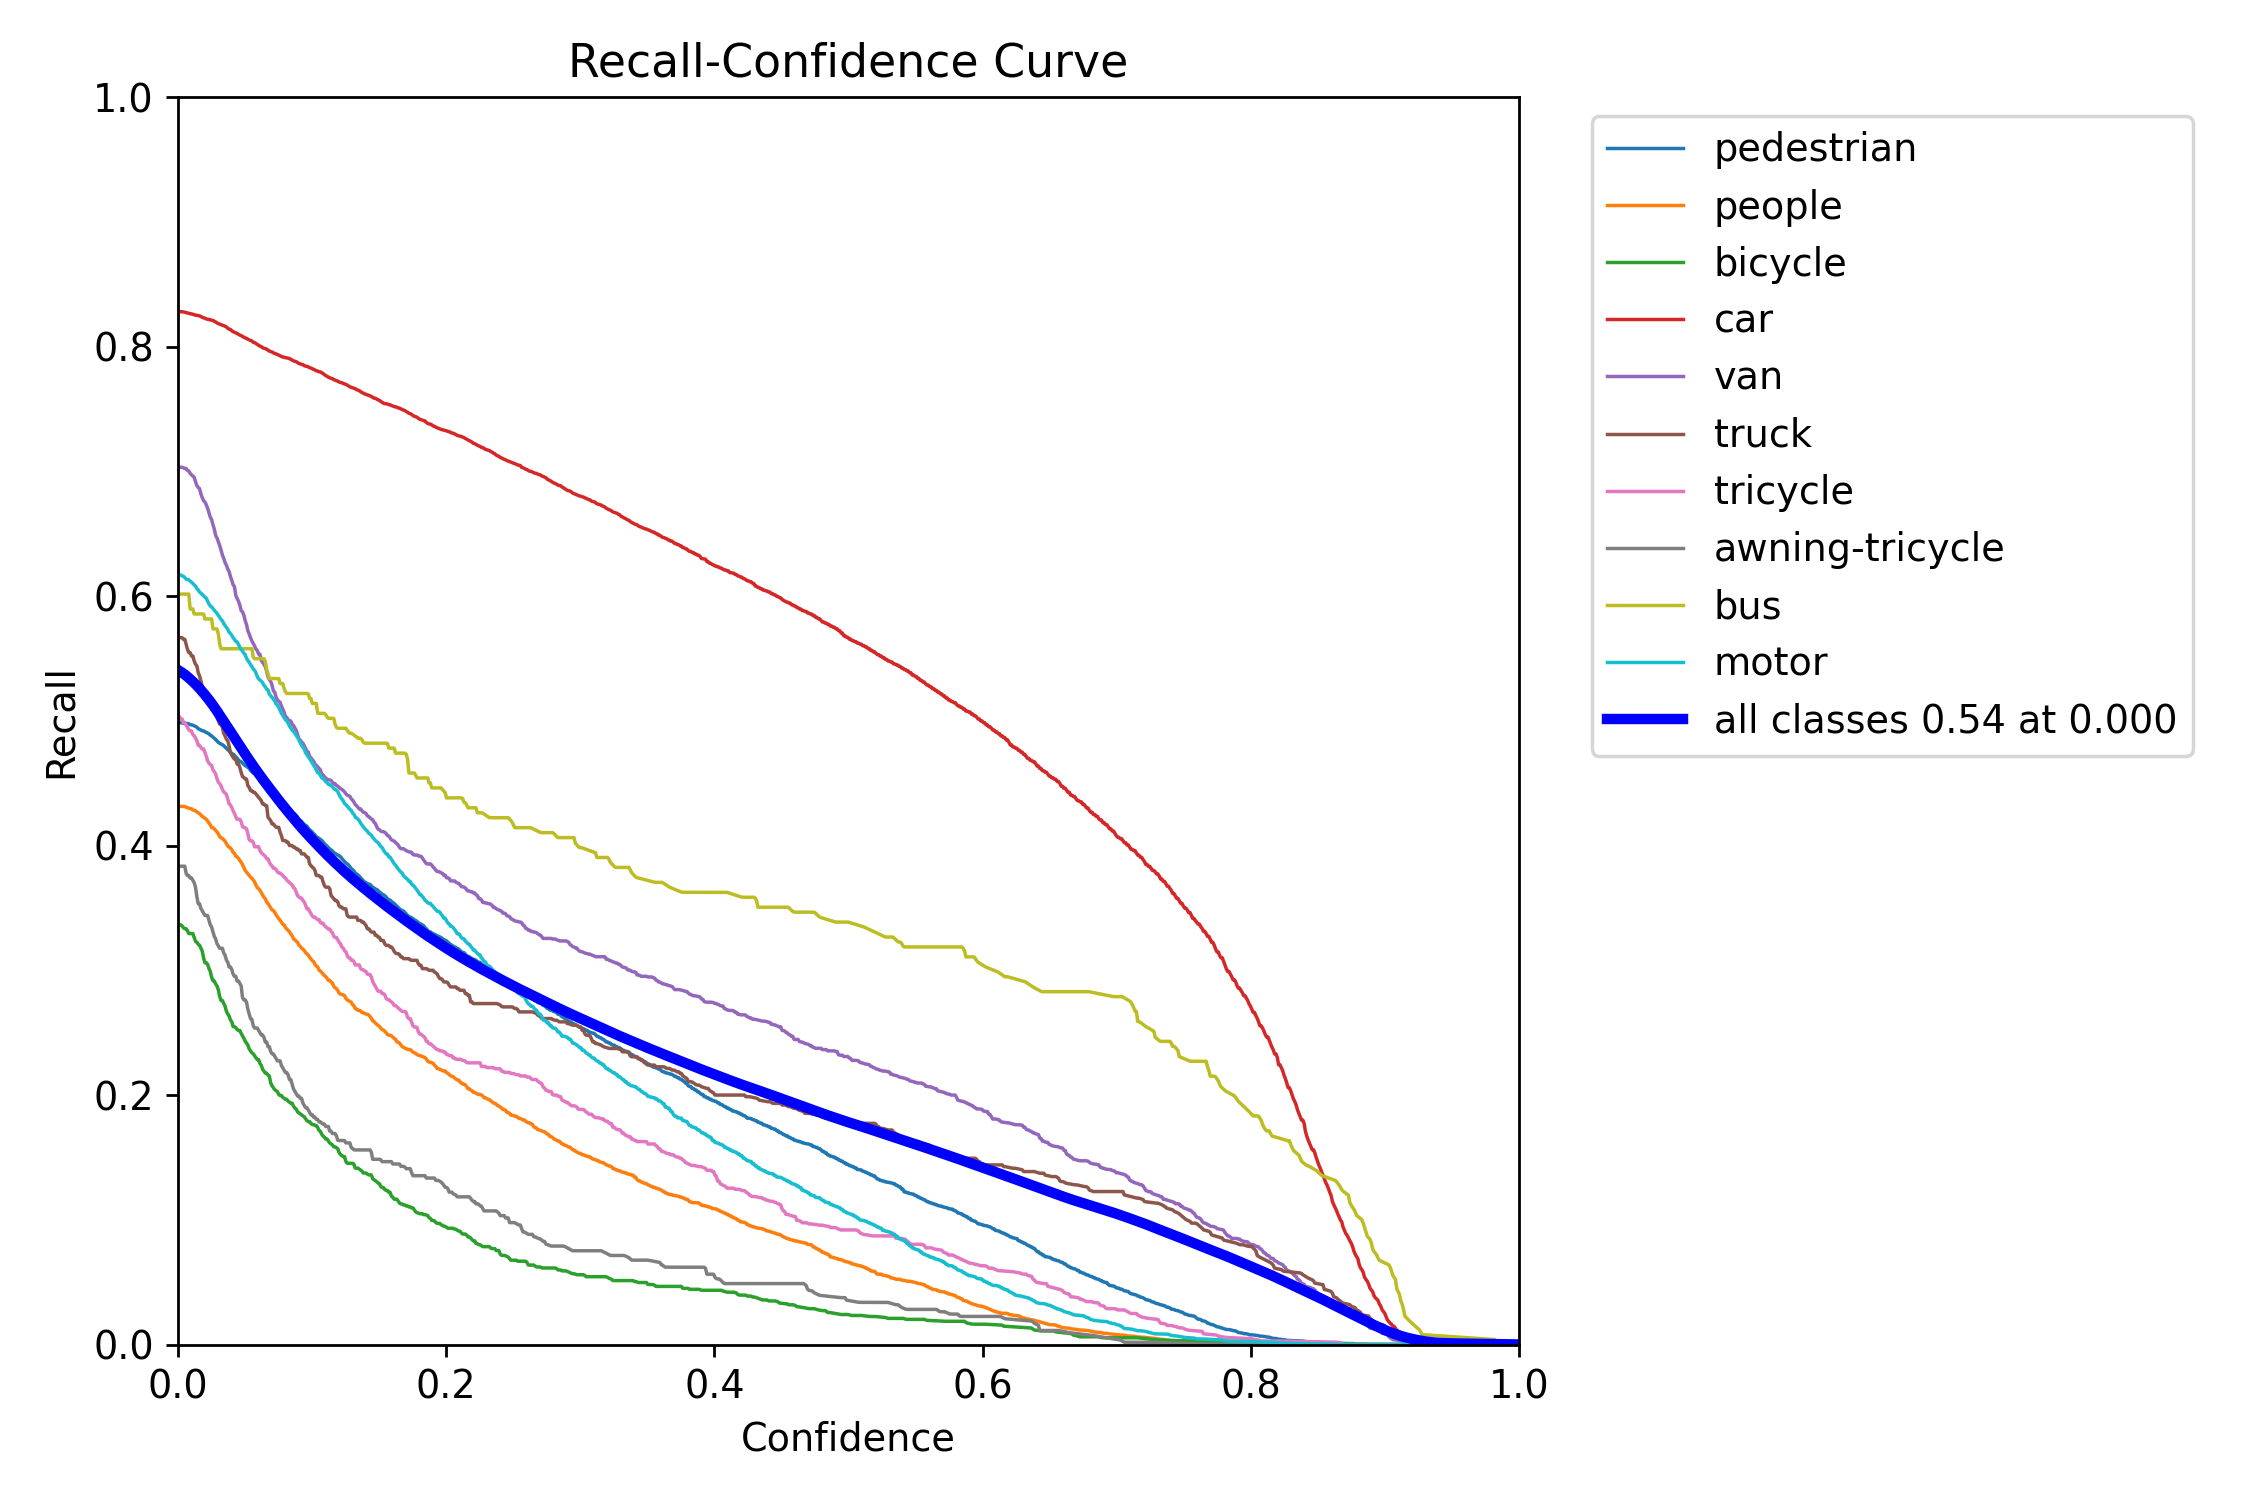 Recall-Confidence Curve
1.0
0.8
0.6
0.4
0.2
0.0
Recall
0.0 0.2 0.4 0.6 0.8 1.0
Confidence
pedestrian
people
bicycle
car
van
truck
tricycle
awning-tricycle
bus
motor
all classes 0.54 at 0.000